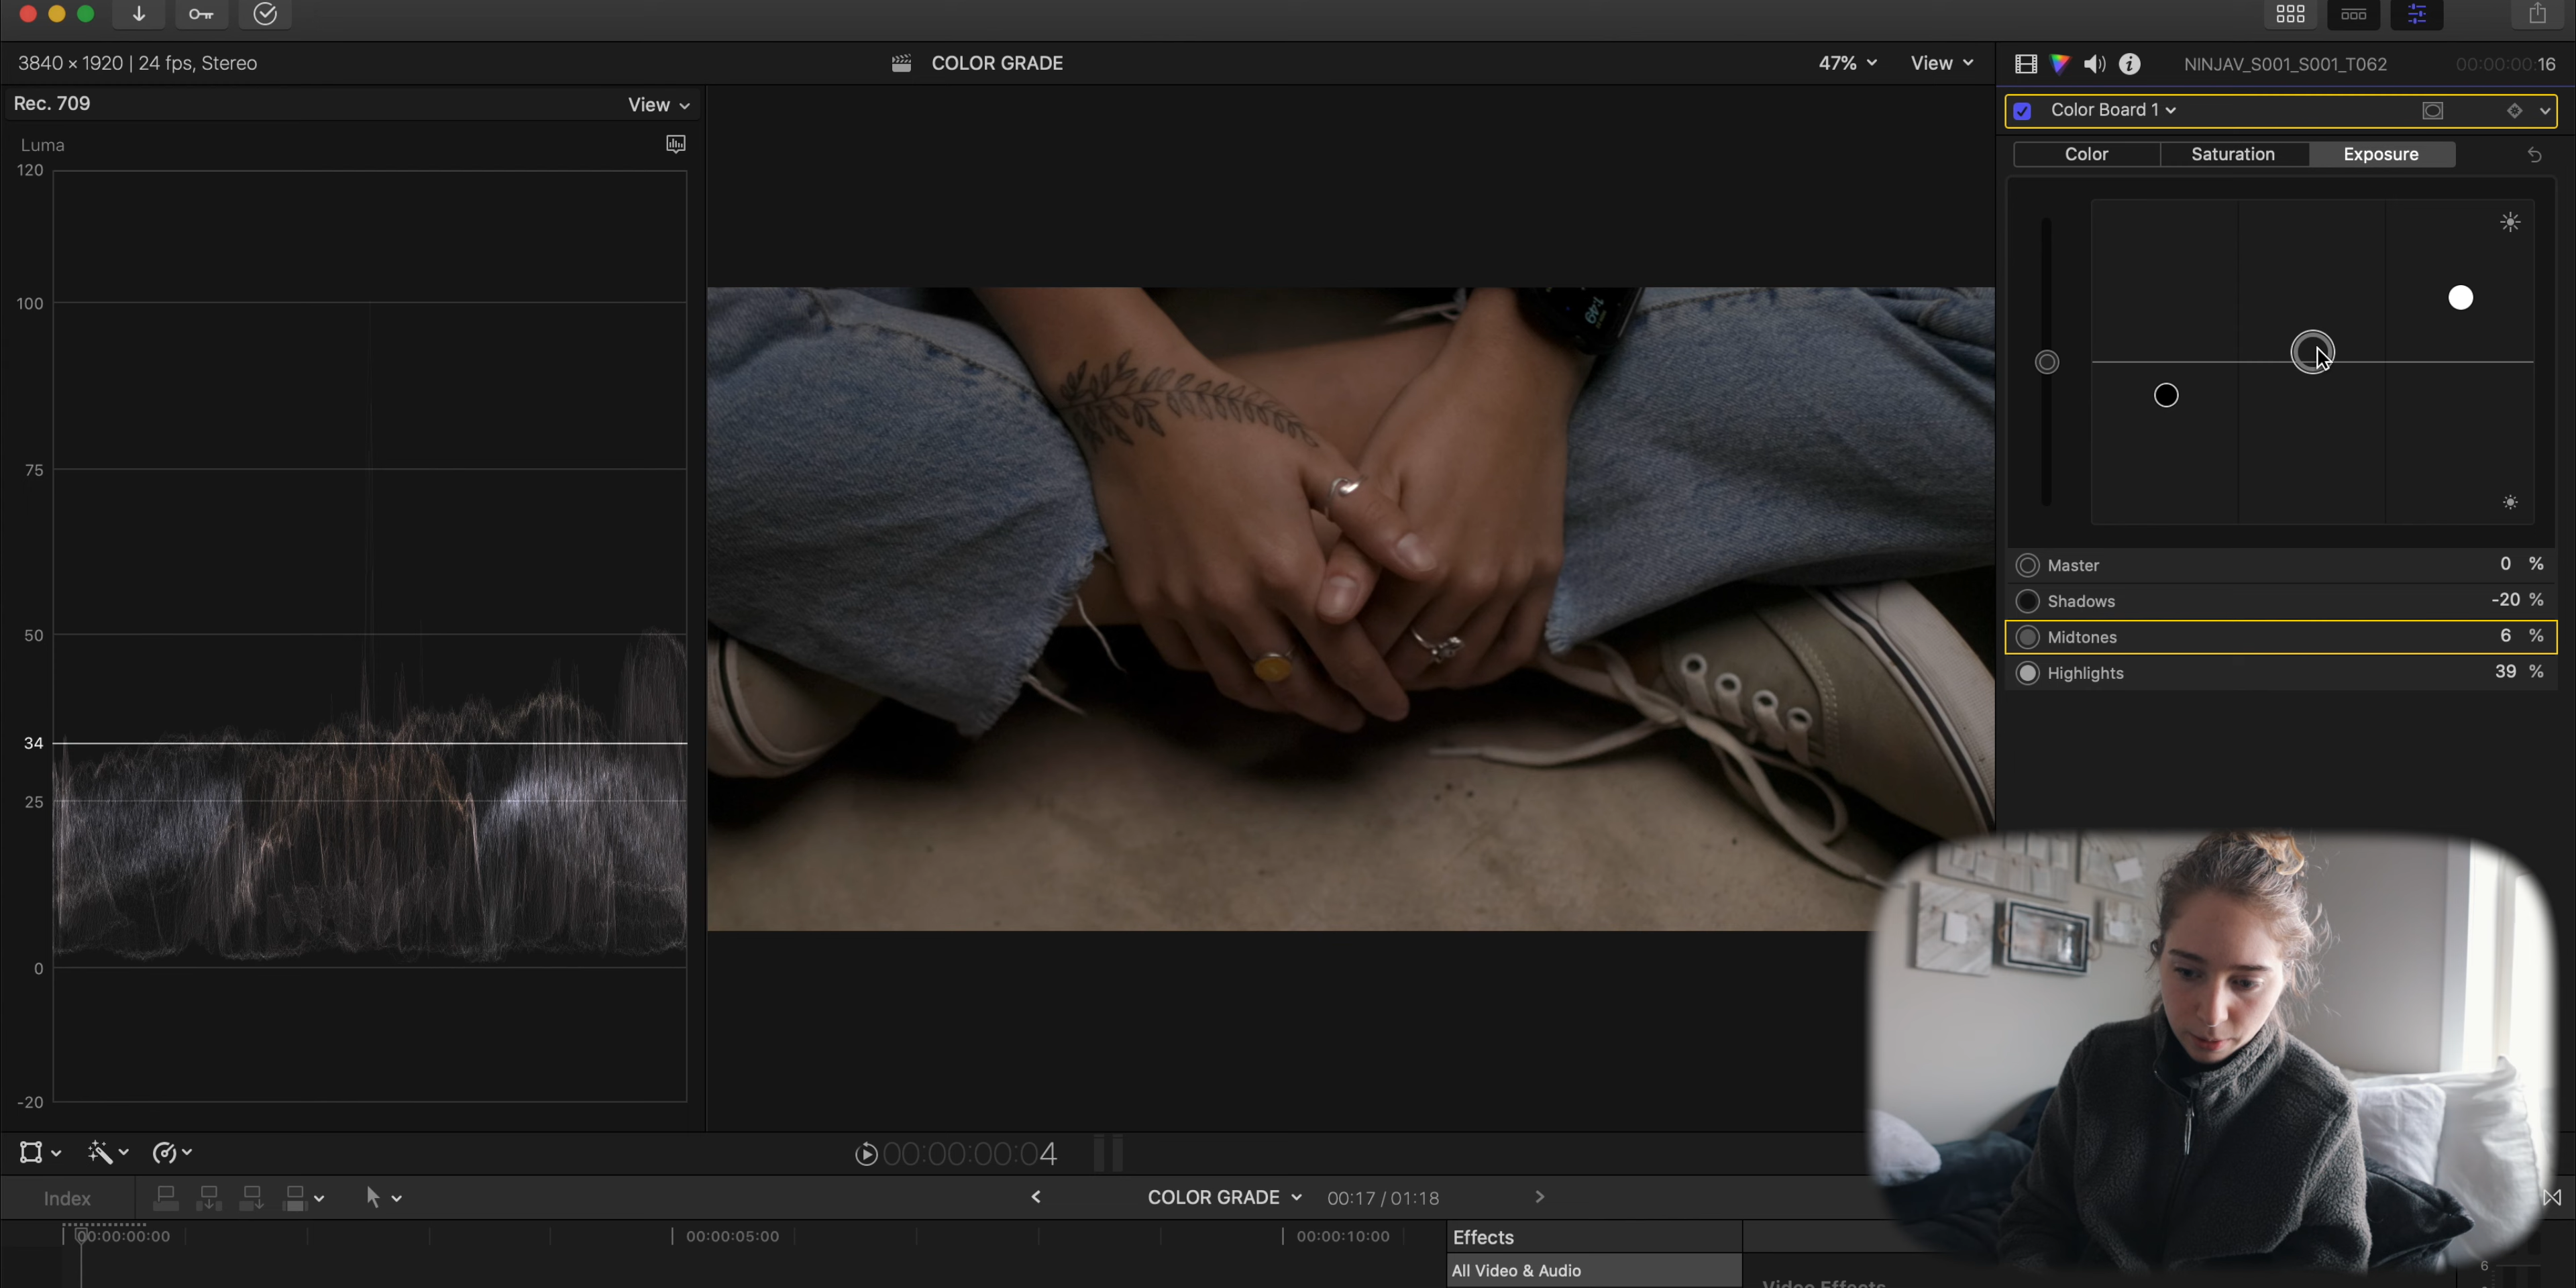 3840 × 1920 | 24 fps, Stereo
COLOR GRADE
47%
View
NINJAV_S001_S001_T062
00:00:00:16
Rec. 709
View
Color Board 1
Luma
Color
Saturation
Exposure
120
100
75
50
34
25
0
-20
Master
0 %
Shadows
-20 %
Midtones
6 %
Highlights
39 %
00:00:00:04
Index
COLOR GRADE
00:17 / 01:18
00:00:00:00
00:00:05:00
00:00:10:00
Effects
All Video & Audio
Video Effects
6